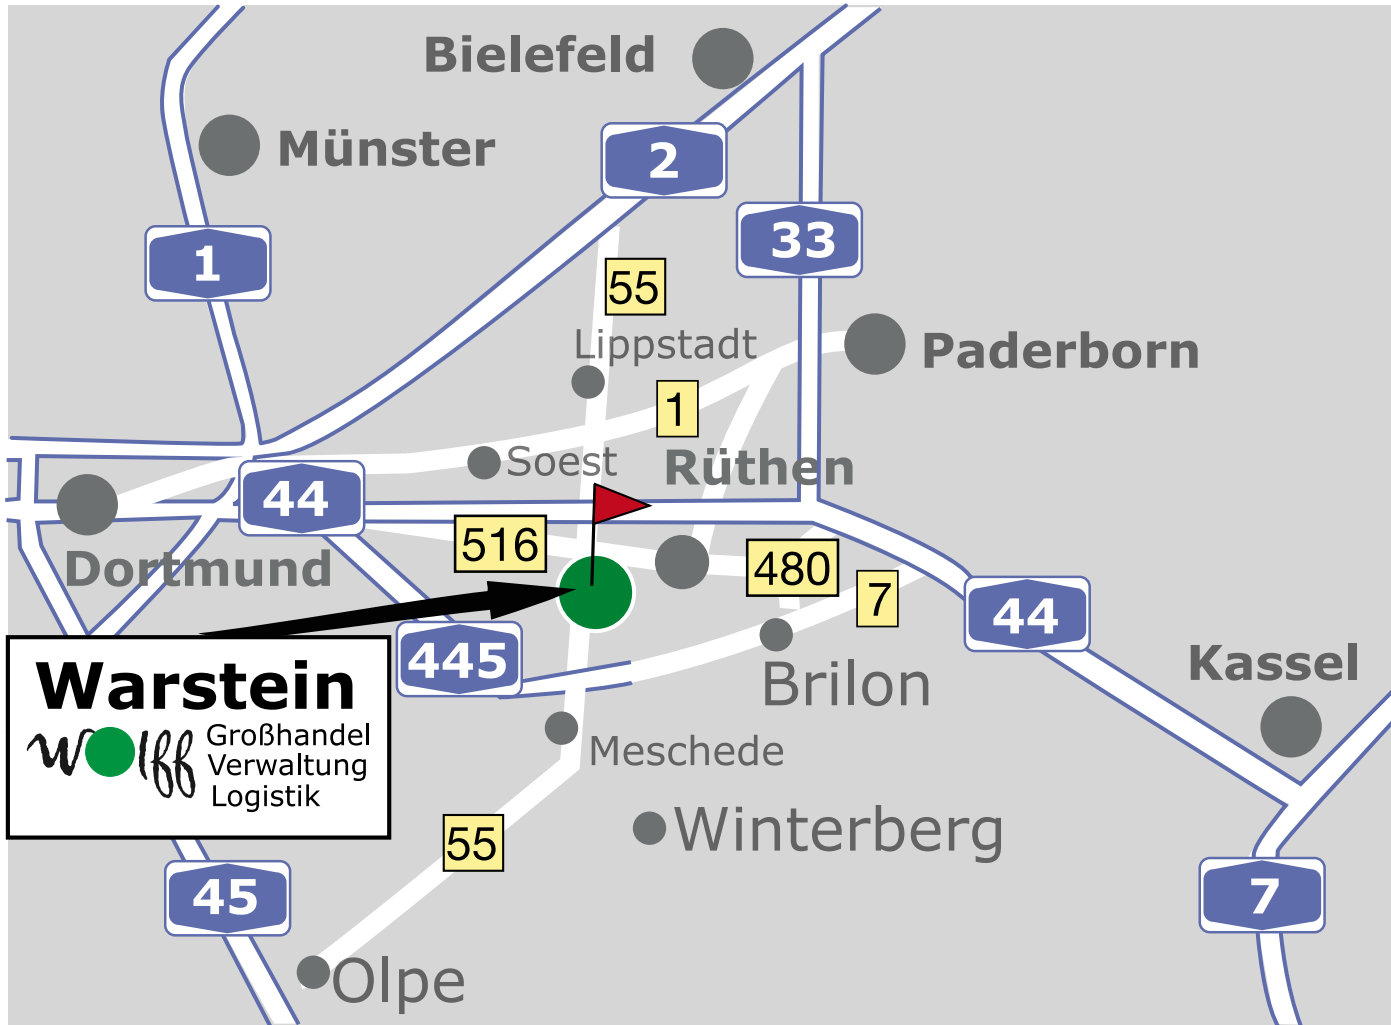 Bielefeld
Münster
2
33
1
55
Lippstadt
Paderborn
1
Soest
Rüthen
44
516
480
Dortmund
7
44
445
Kassel
Warstein
Brilon
wolff
Großhandel
Verwaltung
Logistik
Meschede
Winterberg
55
45
7
Olpe